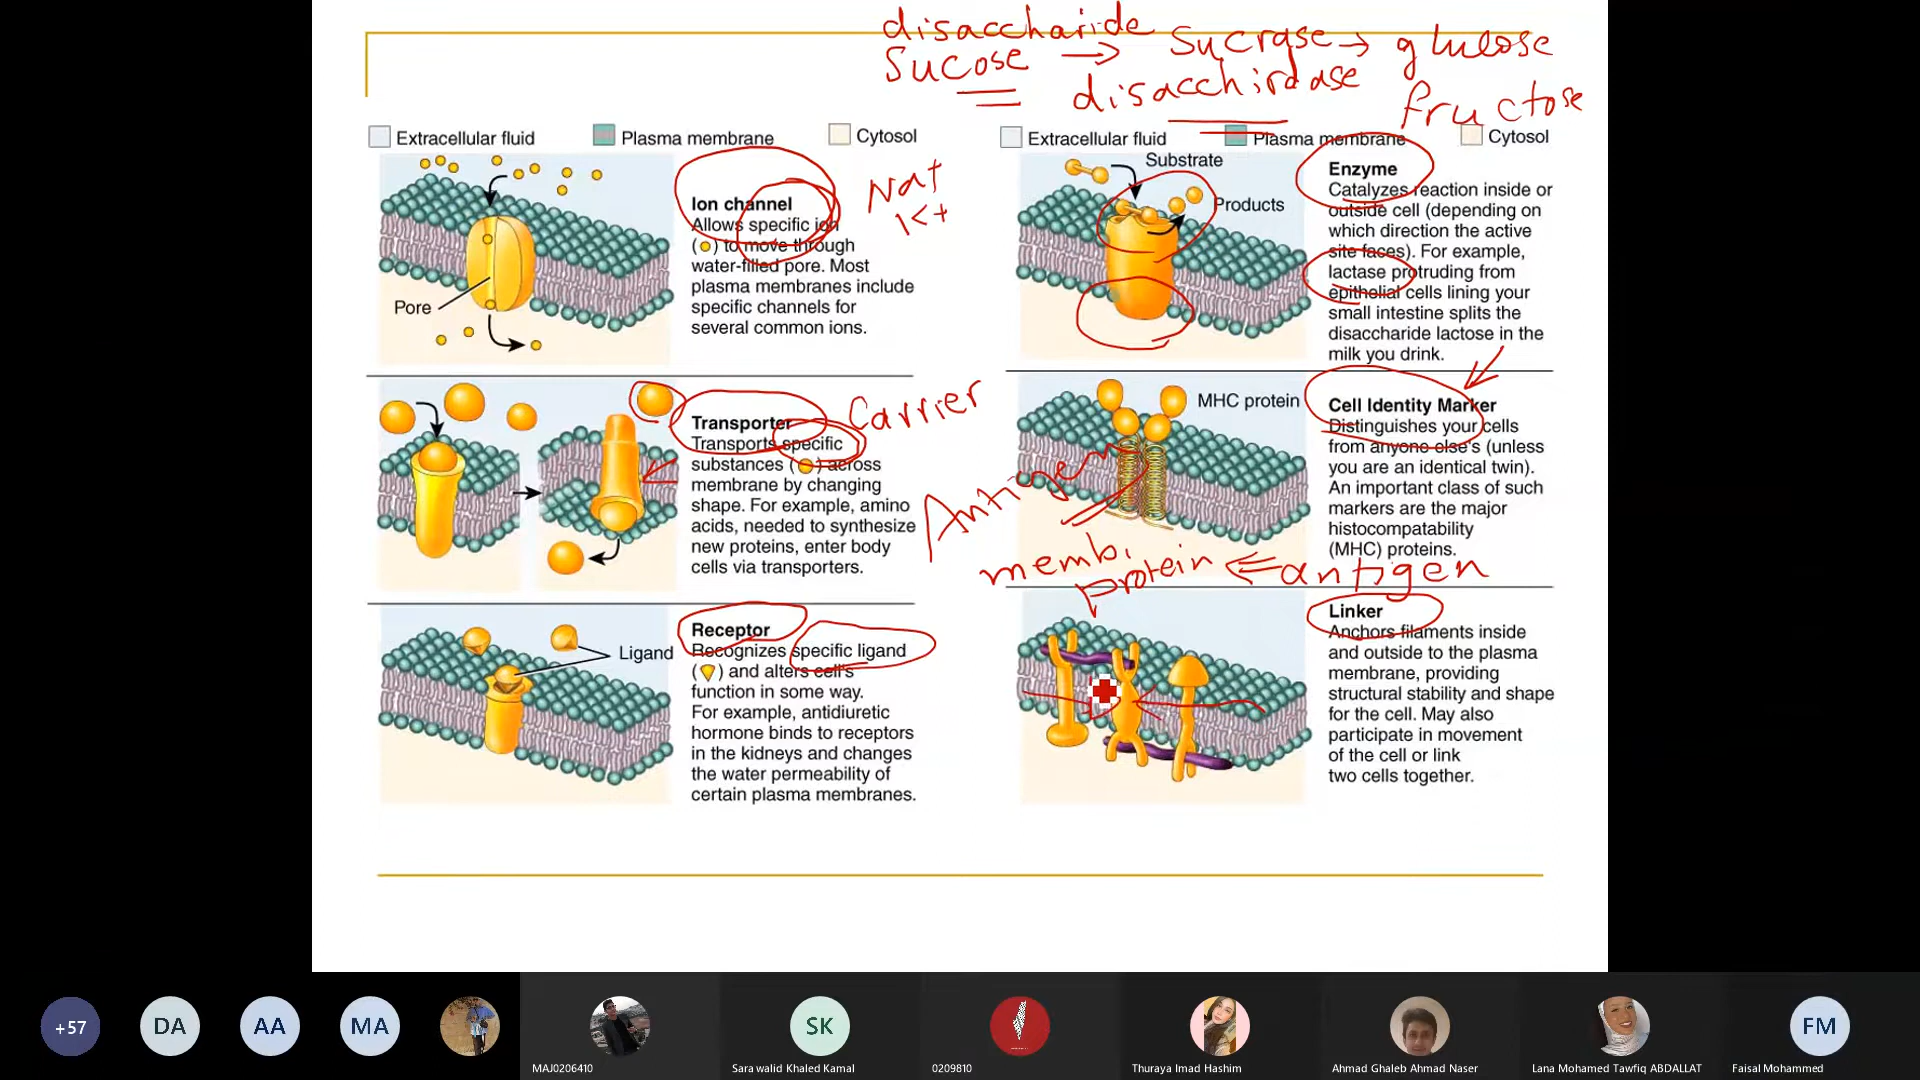 disaccharide
Sucose → Sucrase → glucose
disacchirdase fructose
Extracellular fluid Plasma membrane Cytosol
Pore
Ion channel
Allows specific ion
( ) to move through
water-filled pore. Most
plasma membranes include
specific channels for
several common ions.
Na+
K+
Transporter
Transports specific
substances ( ) across
membrane by changing
shape. For example, amino
acids, needed to synthesize
new proteins, enter body
cells via transporters.
Carrier
Ligand
Receptor
Recognizes specific ligand
( ) and alters cell's
function in some way.
For example, antidiuretic
hormone binds to receptors
in the kidneys and changes
the water permeability of
certain plasma membranes.
Extracellular fluid Plasma membrane Cytosol
Substrate
Products
Enzyme
Catalyzes reaction inside or
outside cell (depending on
which direction the active
site faces). For example,
lactase protruding from
epithelial cells lining your
small intestine splits the
disaccharide lactose in the
milk you drink.
MHC protein
Antigen
Cell Identity Marker
Distinguishes your cells
from anyone else's (unless
you are an identical twin).
An important class of such
markers are the major
histocompatability
(MHC) proteins.
memb.
protein ⇐ antigen
Linker
Anchors filaments inside
and outside to the plasma
membrane, providing
structural stability and shape
for the cell. May also
participate in movement
of the cell or link
two cells together.
+57
DA
AA
MA
MAJ0206410
SK
Sara walid Khaled Kamal
0209810
Thuraya Imad Hashim
Ahmad Ghaleb Ahmad Naser
Lana Mohamed Tawfiq ABDALLAT
FM
Faisal Mohammed